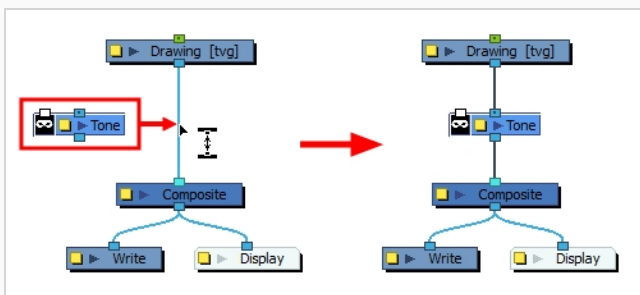 Drawing [tvg]
Tone
Composite
Write
Display
Drawing [tvg]
Tone
Composite
Write
Display